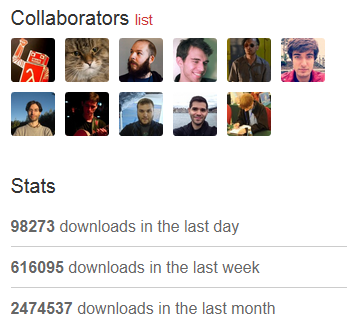 Collaborators list
Stats
98273 downloads in the last day
616095 downloads in the last week
2474537 downloads in the last month